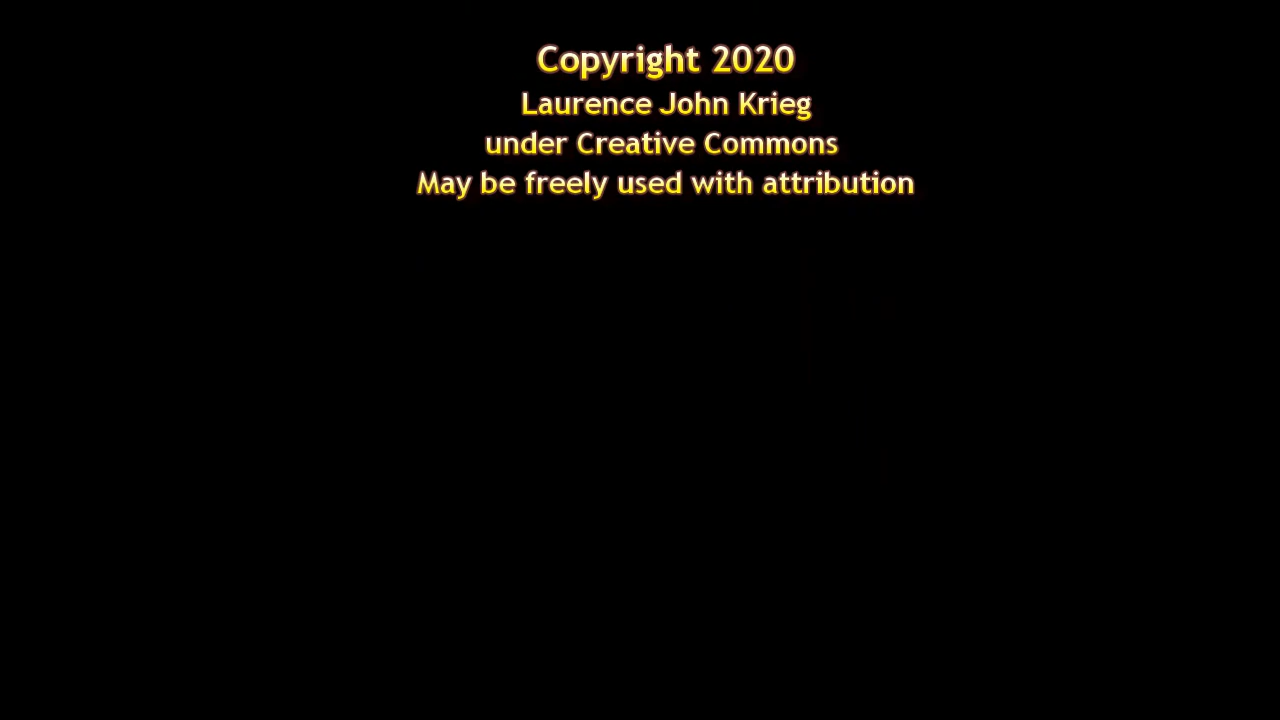 Copyright 2020
Laurence John Krieg
under Creative Commons
May be freely used with attribution